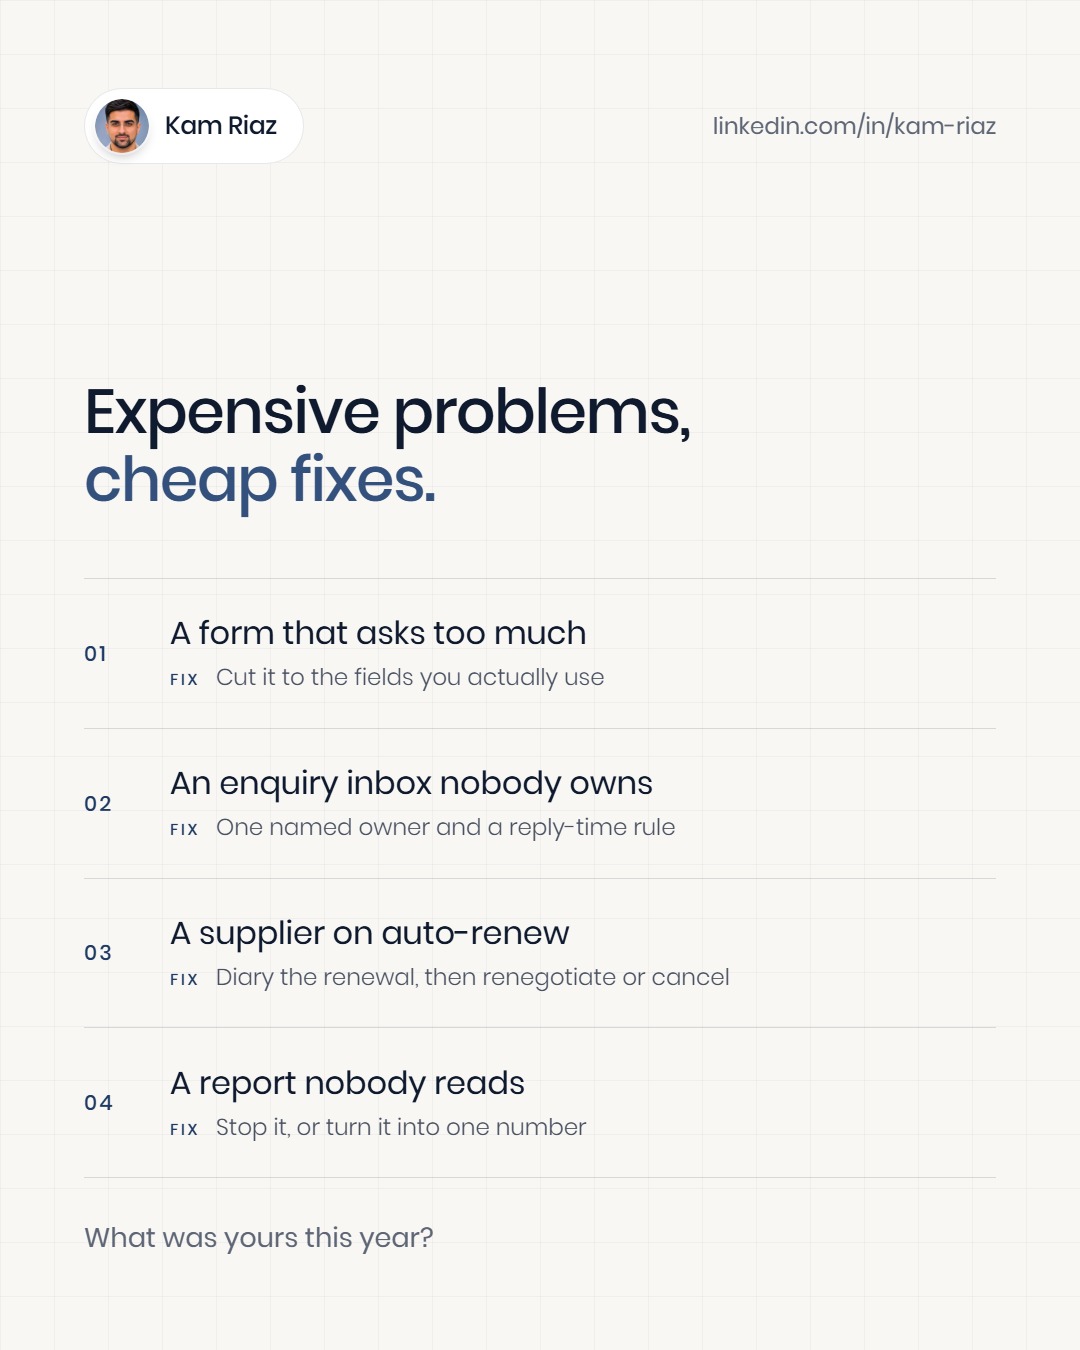 Kam Riaz
linkedin.com/in/kam-riaz
Expensive problems,
cheap fixes.
01
A form that asks too much
FIX Cut it to the fields you actually use
02
An enquiry inbox nobody owns
FIX One named owner and a reply-time rule
03
A supplier on auto-renew
FIX Diary the renewal, then renegotiate or cancel
04
A report nobody reads
FIX Stop it, or turn it into one number
What was yours this year?